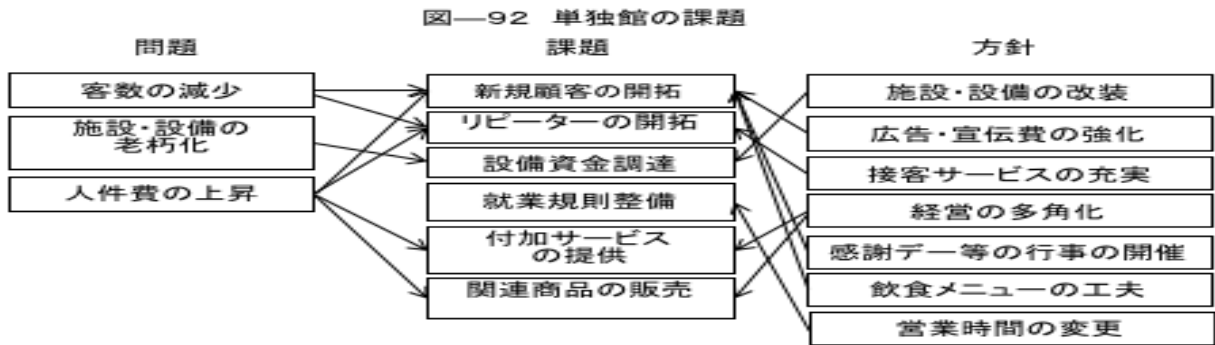 図―92 単独館の課題
問題
課題
方針
客数の減少
施設・設備の
老朽化
人件費の上昇
新規顧客の開拓
リピーターの開拓
設備資金調達
就業規則整備
付加サービス
の提供
関連商品の販売
施設・設備の改装
広告・宣伝費の強化
接客サービスの充実
経営の多角化
感謝デー等の行事の開催
飲食メニューの工夫
営業時間の変更